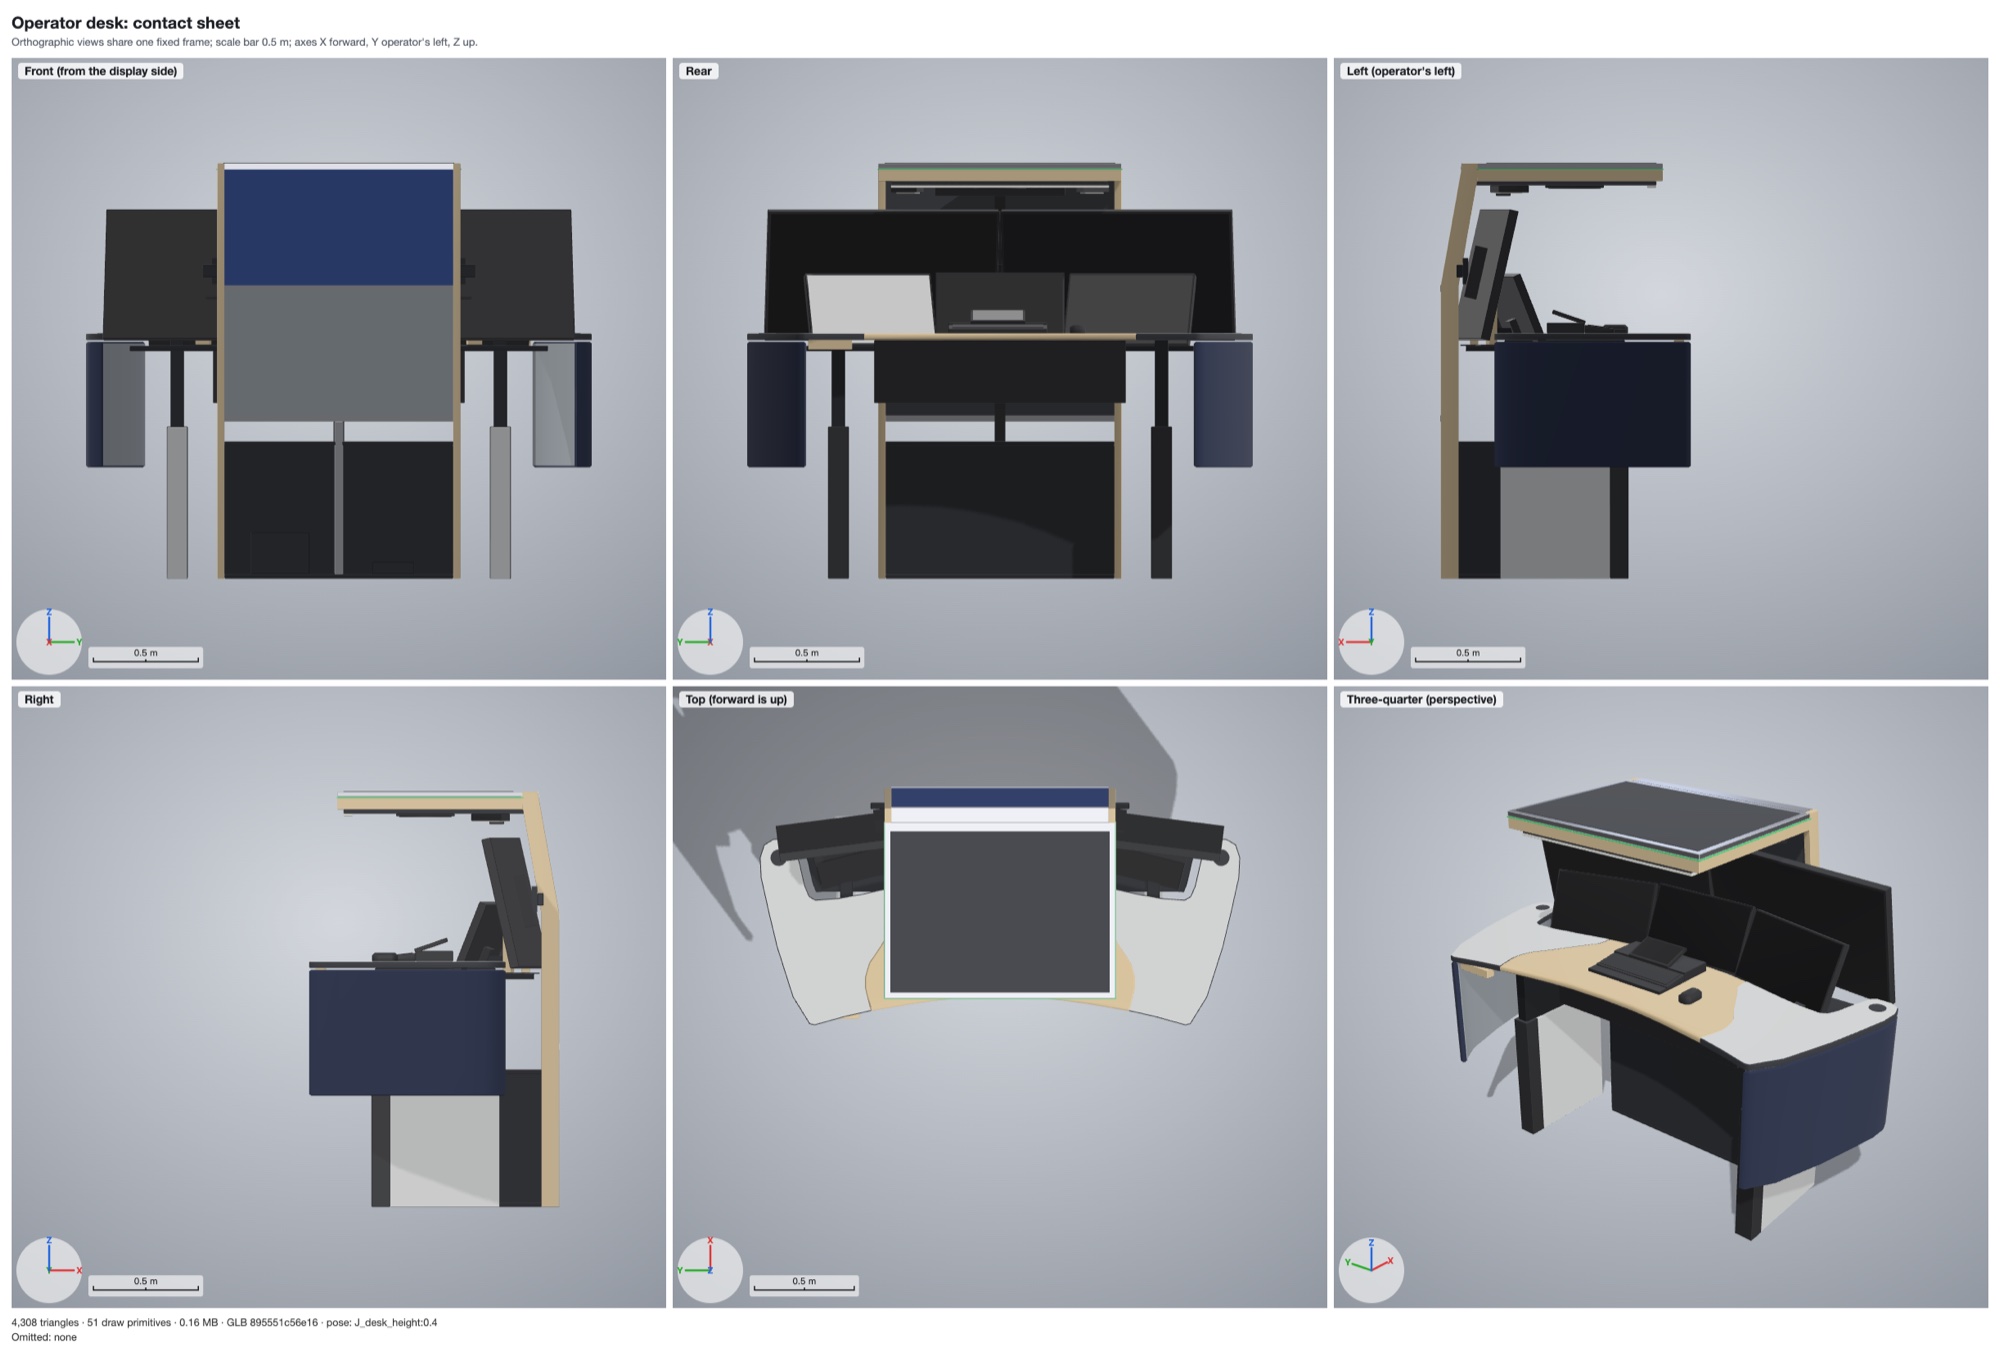 Operator desk: contact sheet
Orthographic views share one fixed frame; scale bar 0.5 m; axes X forward, Y operator's left, Z up.
Front (from the display side)
Z
X
Y
0.5 m
Rear
Z
Y
X
0.5 m
Left (operator's left)
Z
X
Y
0.5 m
Right
Z
Y
X
0.5 m
Top (forward is up)
X
Y
Z
0.5 m
Three-quarter (perspective)
Z
Y
X
4,308 triangles · 51 draw primitives · 0.16 MB · GLB 895551c56e16 · pose: J_desk_height:0.4
Omitted: none